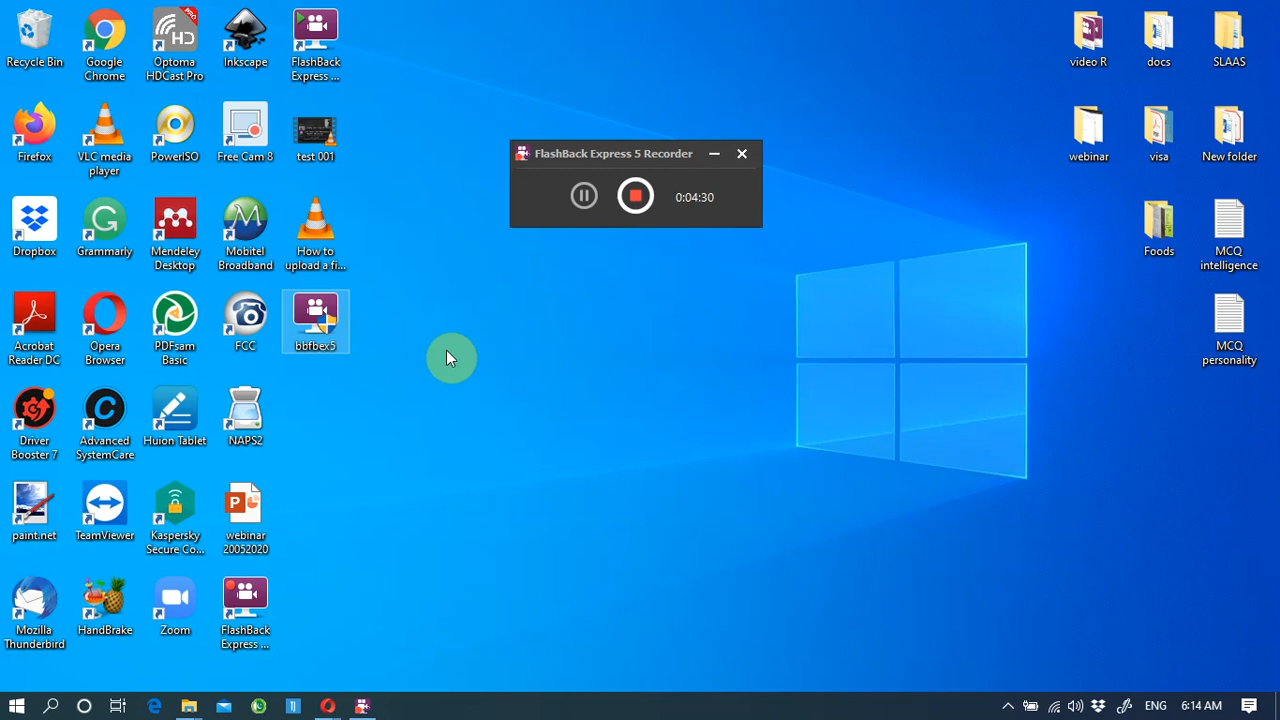 Recycle Bin
Google
Chrome
Optoma
HDCast Pro
Inkscape
FlashBack
Express ...
Firefox
VLC media
player
PowerISO
Free Cam 8
test 001
Dropbox
Grammarly
Mendeley
Desktop
Mobitel
Broadband
How to
upload a fi...
Acrobat
Reader DC
Opera
Browser
PDFsam
Basic
FCC
bbfbex5
Driver
Booster 7
Advanced
SystemCare
Huion Tablet
NAPS2
paint.net
TeamViewer
Kaspersky
Secure Co...
webinar
20052020
Mozilla
Thunderbird
HandBrake
Zoom
FlashBack
Express ...
HD
PRO
FlashBack Express 5 Recorder
0:04:30
video R
docs
SLAAS
webinar
visa
New folder
Foods
MCQ
intelligence
MCQ
personality
ENG
6:14 AM